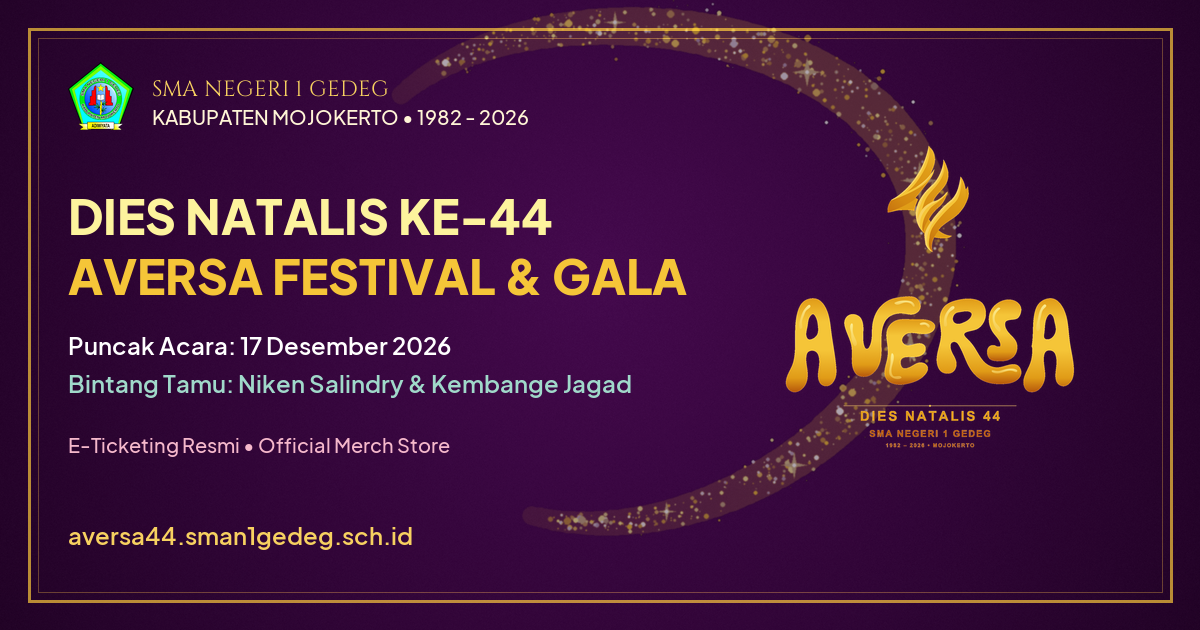 SMA NEGERI 1 GEDEG
KABUPATEN MOJOKERTO • 1982 - 2026
ADIWIYATA
DIES NATALIS KE-44
AVERSA FESTIVAL & GALA
Puncak Acara: 17 Desember 2026
Bintang Tamu: Niken Salindry & Kembange Jagad
E-Ticketing Resmi • Official Merch Store
aversa44.sman1gedeg.sch.id
AVERSA
DIES NATALIS 44
SMA NEGERI 1 GEDEG
1982 – 2026 • MOJOKERTO